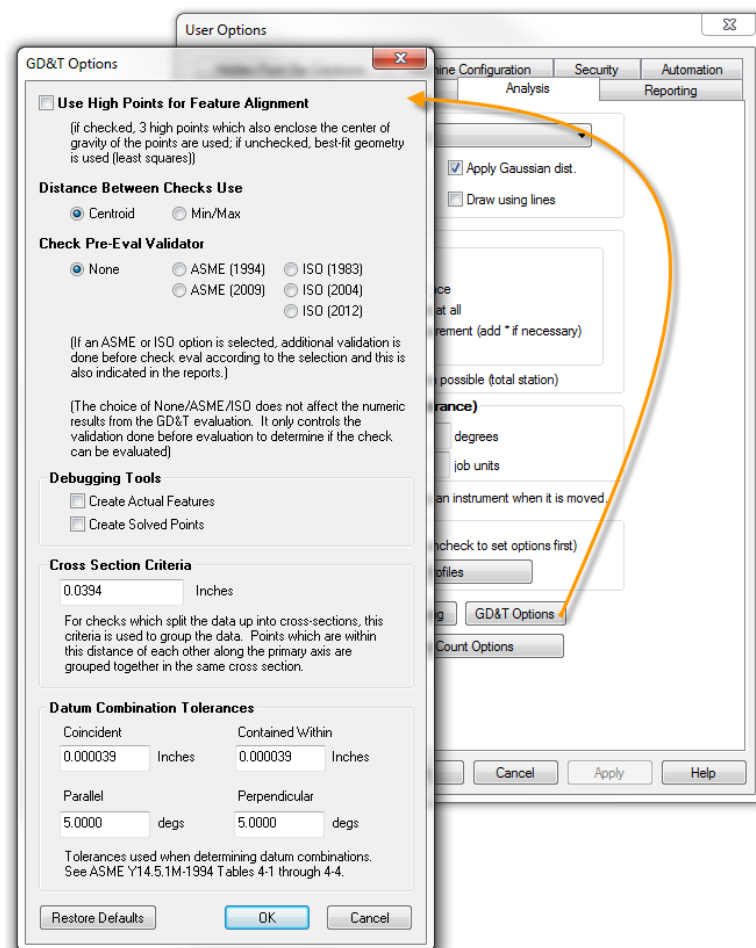 User Options
GD&T Options
Machine Configuration
Security
Automation
Analysis
Reporting
Use High Points for Feature Alignment
(if checked, 3 high points which also enclose the center of
gravity of the points are used; if unchecked, best-fit geometry
is used (least squares))
Distance Between Checks Use
Centroid
Min/Max
Check Pre-Eval Validator
None
ASME (1994)
ISO (1983)
ASME (2009)
ISO (2004)
ISO (2012)
(If an ASME or ISO option is selected, additional validation is
done before check eval according to the selection and this is
also indicated in the reports.)
(The choice of None/ASME/ISO does not affect the numeric
results from the GD&T evaluation. It only controls the
validation done before evaluation to determine if the check
can be evaluated)
Debugging Tools
Create Actual Features
Create Solved Points
Cross Section Criteria
0.0394 Inches
For checks which split the data up into cross-sections, this
criteria is used to group the data. Points which are within
this distance of each other along the primary axis are
grouped together in the same cross section.
Datum Combination Tolerances
Coincident
Contained Within
0.000039 Inches
0.000039 Inches
Parallel
Perpendicular
5.0000 degs
5.0000 degs
Tolerances used when determining datum combinations.
See ASME Y14.5.1M-1994 Tables 4-1 through 4-4.
Restore Defaults
OK
Cancel
Apply Gaussian dist.
Draw using lines
at all
(add * if necessary)
possible (total station)
degrees
job units
an instrument when it is moved.
to set options first)
GD&T Options
Count Options
Cancel
Apply
Help